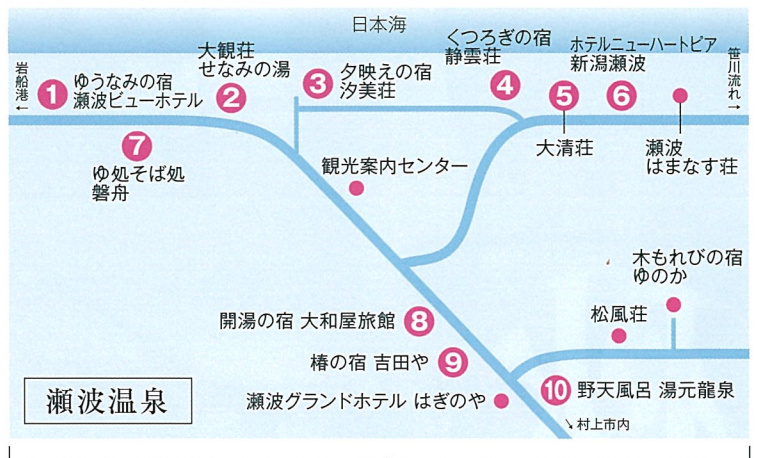 日本海
岩船港←
1 ゆうなみの宿
瀬波ビューホテル
大観荘
せなみの湯
2
3 夕映えの宿
汐美荘
くつろぎの宿
静雲荘
4
5
大清荘
ホテルニューハートピア
新潟瀬波
6
瀬波
はまなす荘
笹川流れ→
7
ゆ処そば処
磐舟
観光案内センター
木もれびの宿
ゆのか
松風荘
開湯の宿 大和屋旅館 8
椿の宿 吉田や 9
瀬波グランドホテル はぎのや
10 野天風呂 湯元龍泉
↘村上市内
瀬波温泉